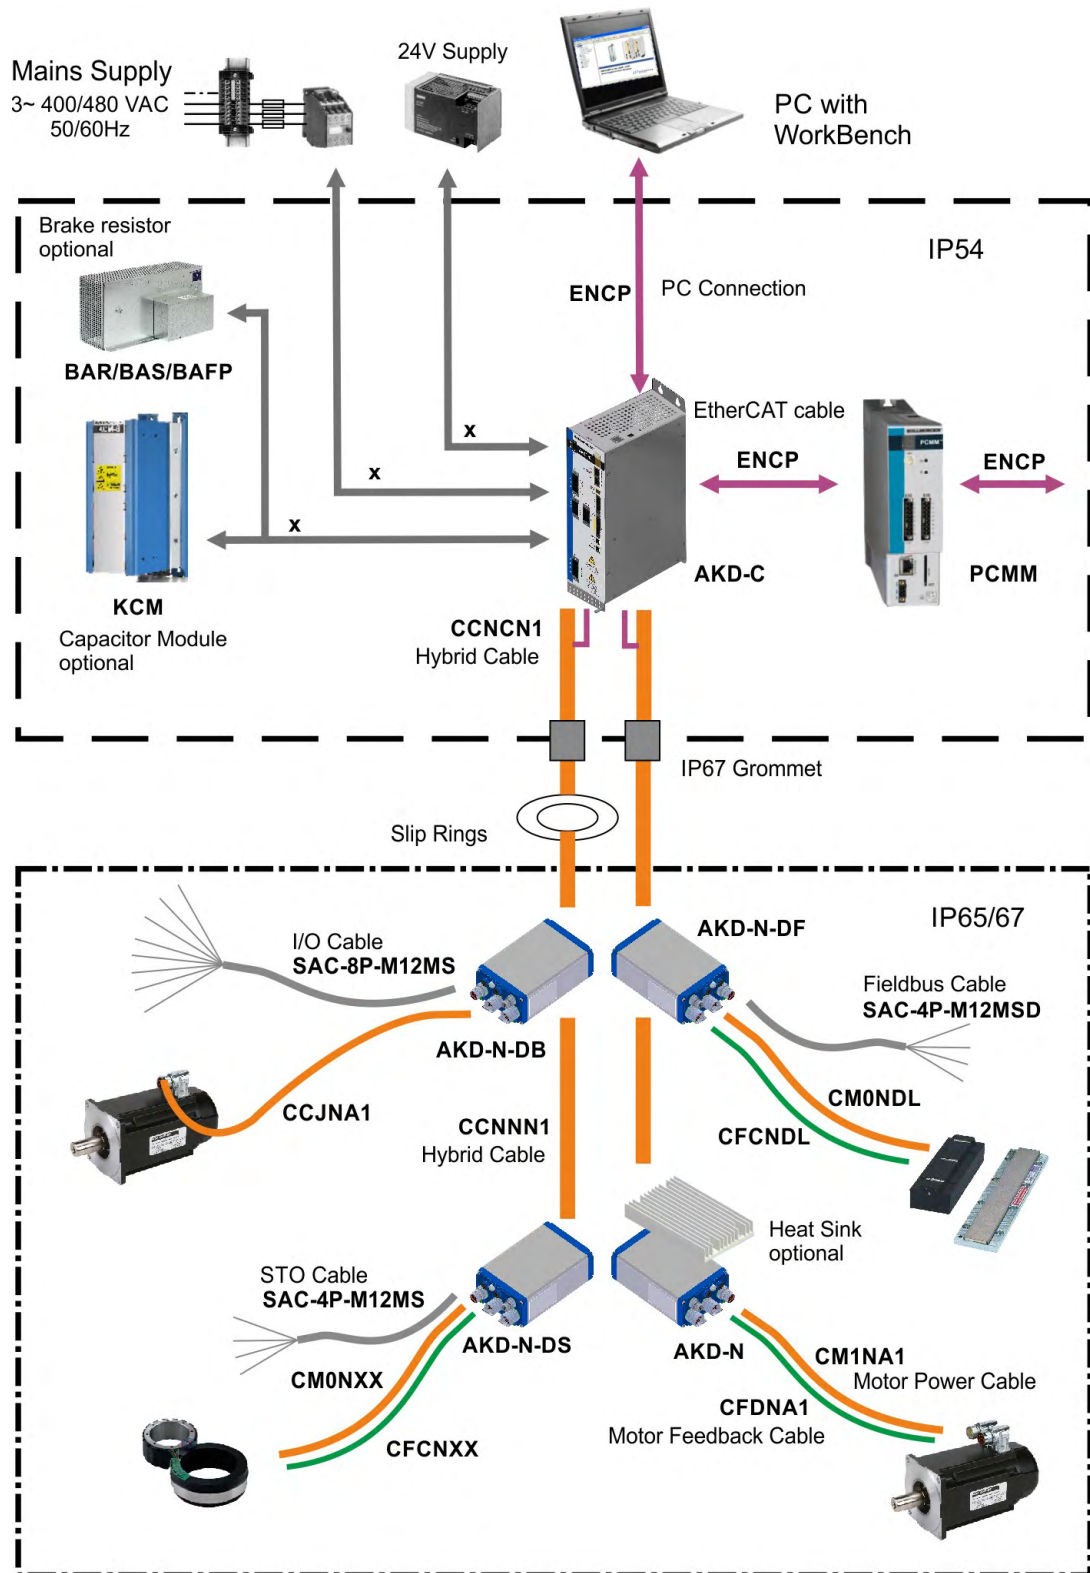 24V Supply
Mains Supply
3~ 400/480 VAC
50/60Hz
PC with
WorkBench
Brake resistor
optional
IP54
ENCP
PC Connection
BAR/BAS/BAFP
EtherCAT cable
PCMM
x
ENCP
ENCP
x
x
AKD-C
PCMM
KCM
Capacitor Module
optional
CCNCN1
Hybrid Cable
IP67 Grommet
Slip Rings
IP65/67
AKD-N-DF
I/O Cable
SAC-8P-M12MS
Fieldbus Cable
SAC-4P-M12MSD
AKD-N-DB
CM0NDL
CCJNA1
CCNNN1
Hybrid Cable
CFCNDL
Heat Sink
optional
STO Cable
SAC-4P-M12MS
AKD-N-DS
AKD-N
CM1NA1
Motor Power Cable
CM0NXX
CFDNA1
Motor Feedback Cable
CFCNXX